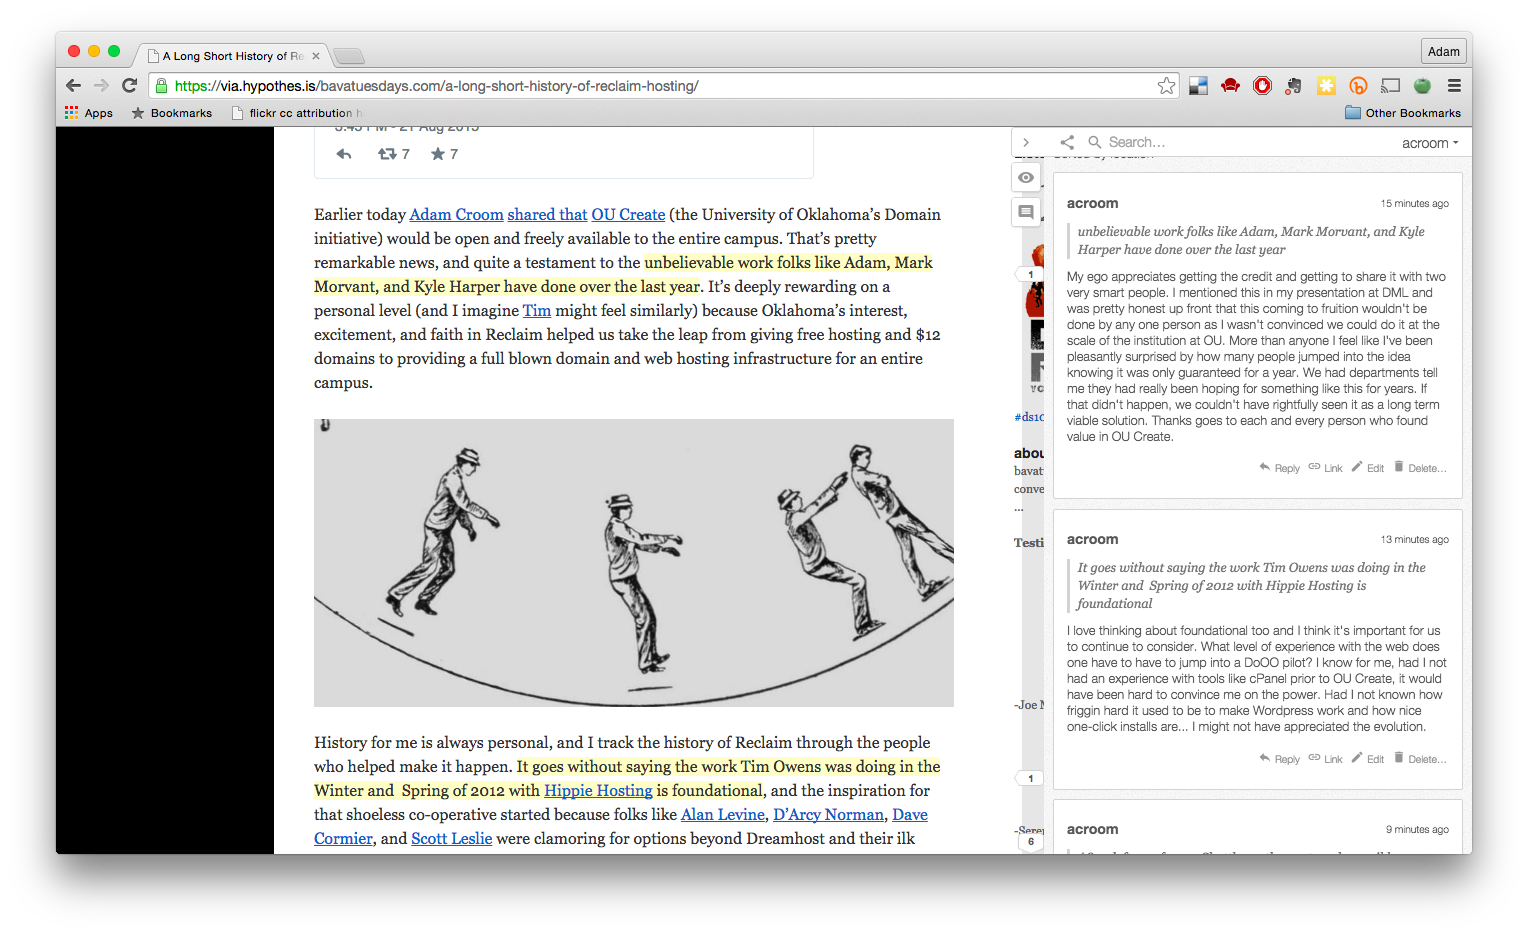 A Long Short History of Re
Adam
https://via.hypothes.is/bavatuesdays.com/a-long-short-history-of-reclaim-hosting/
Apps
Bookmarks
flickr cc attribution
Other Bookmarks
7
7
Earlier today Adam Croom shared that OU Create (the University of Oklahoma’s Domain
initiative) would be open and freely available to the entire campus. That’s pretty
remarkable news, and quite a testament to the unbelievable work folks like Adam, Mark
Morvant, and Kyle Harper have done over the last year. It’s deeply rewarding on a
personal level (and I imagine Tim might feel similarly) because Oklahoma’s interest,
excitement, and faith in Reclaim helped us take the leap from giving free hosting and $12
domains to providing a full blown domain and web hosting infrastructure for an entire
campus.
History for me is always personal, and I track the history of Reclaim through the people
who helped make it happen. It goes without saying the work Tim Owens was doing in the
Winter and  Spring of 2012 with Hippie Hosting is foundational, and the inspiration for
that shoeless co-operative started because folks like Alan Levine, D’Arcy Norman, Dave
Cormier, and Scott Leslie were clamoring for options beyond Dreamhost and their ilk
1
#ds10
abou
bavat
conve
...
Testi
-Joe M
1
6
Search...
acroom
acroom
15 minutes ago
unbelievable work folks like Adam, Mark Morvant, and Kyle
Harper have done over the last year
My ego appreciates getting the credit and getting to share it with two
very smart people. I mentioned this in my presentation at DML and
was pretty honest up front that this coming to fruition wouldn't be
done by any one person as I wasn't convinced we could do it at the
scale of the institution at OU. More than anyone I feel like I've been
pleasantly surprised by how many people jumped into the idea
knowing it was only guaranteed for a year. We had departments tell
me they had really been hoping for something like this for years. If
that didn't happen, we couldn't have rightfully seen it as a long term
viable solution. Thanks goes to each and every person who found
value in OU Create.
Reply Link Edit Delete...
acroom
13 minutes ago
It goes without saying the work Tim Owens was doing in the
Winter and  Spring of 2012 with Hippie Hosting is
foundational
I love thinking about foundational too and I think it's important for us
to continue to consider. What level of experience with the web does
one have to have to jump into a DoOO pilot? I know for me, had I not
had an experience with tools like cPanel prior to OU Create, it would
have been hard to convince me on the power. Had I not known how
friggin hard it used to be to make Wordpress work and how nice
one-click installs are... I might not have appreciated the evolution.
Reply Link Edit Delete...
acroom
9 minutes ago